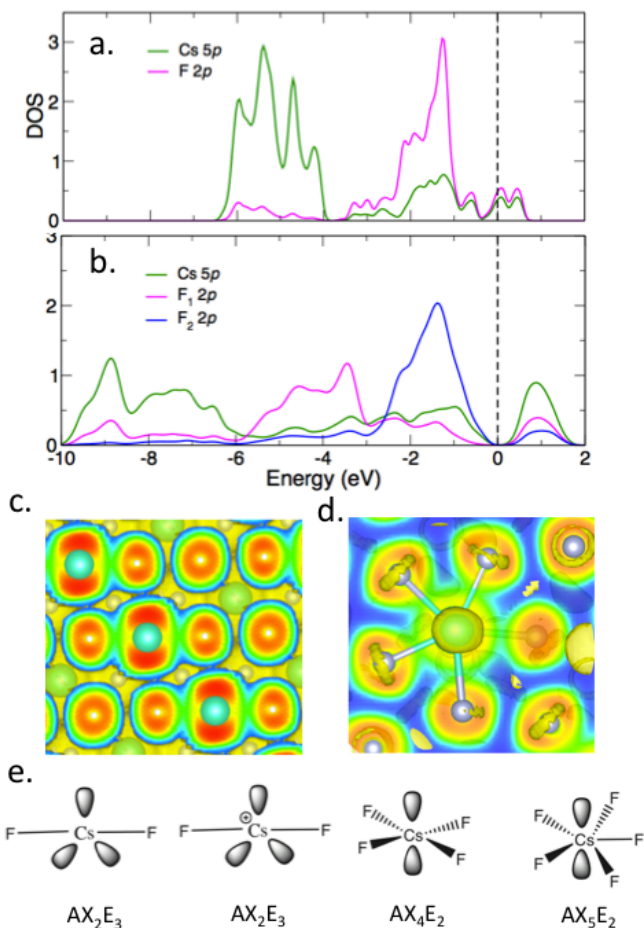 a.
Cs 5p
F 2p
DOS
3
2
1
0
b.
Cs 5p
F₁ 2p
F₂ 2p
3
2
1
0
-10 -8 -6 -4 -2 0 2
Energy (eV)
c. d.
e.
F Cs F
F ⊕ Cs F
F F Cs F F
F F Cs F F F
AX₂E₃ AX₂E₃ AX₄E₂ AX₅E₂